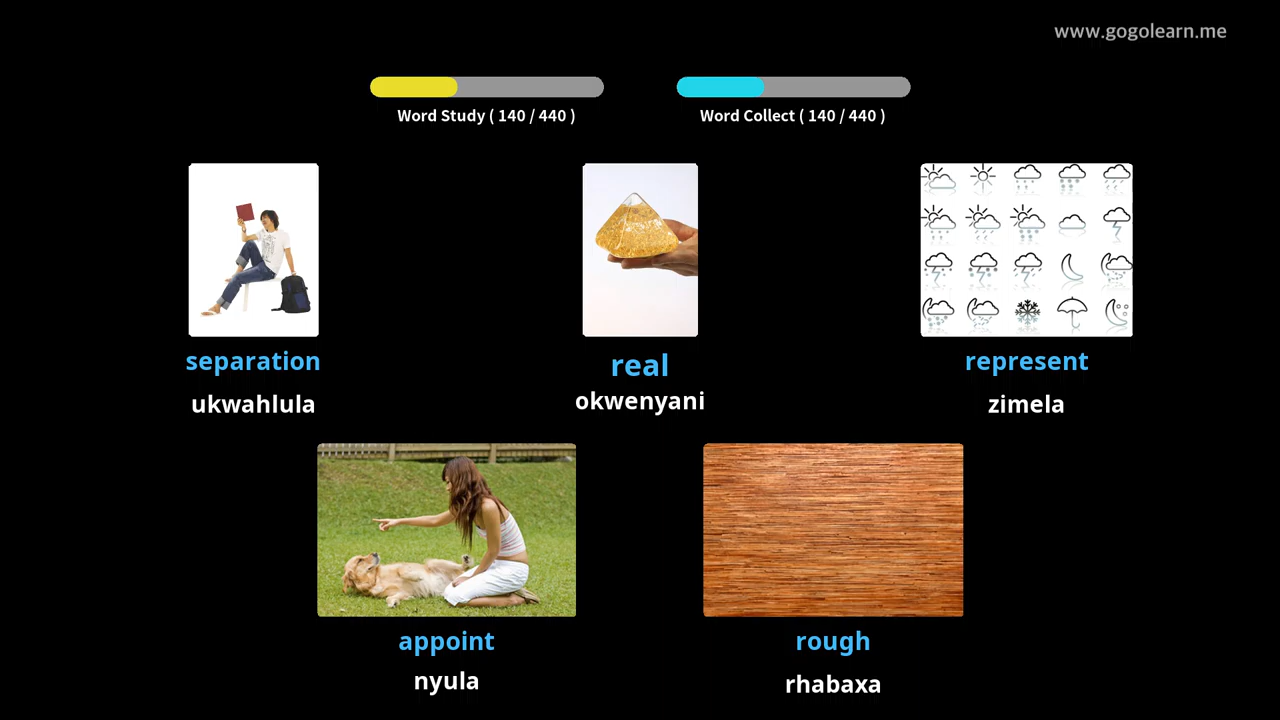 www.gogolearn.me
Word Study ( 140 / 440 )
Word Collect ( 140 / 440 )
separation
ukwahlula
real
okwenyani
represent
zimela
appoint
nyula
rough
rhabaxa